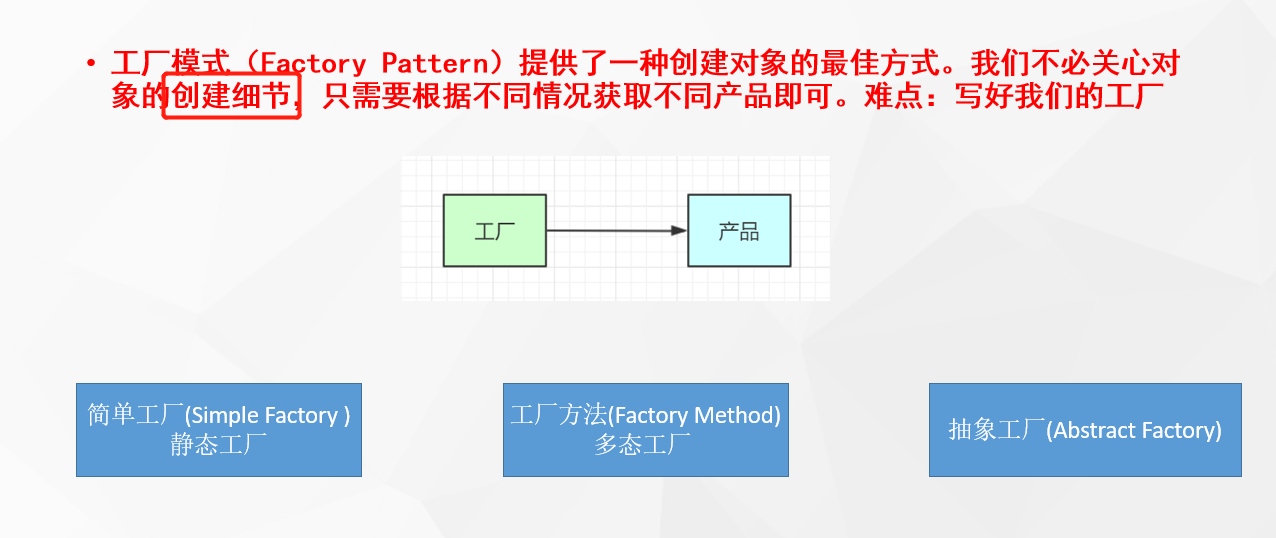 • 工厂模式（Factory Pattern）提供了一种创建对象的最佳方式。我们不必关心对
象的创建细节，只需要根据不同情况获取不同产品即可。难点：写好我们的工厂
工厂
产品
简单工厂(Simple Factory )
静态工厂
工厂方法(Factory Method)
多态工厂
抽象工厂(Abstract Factory)